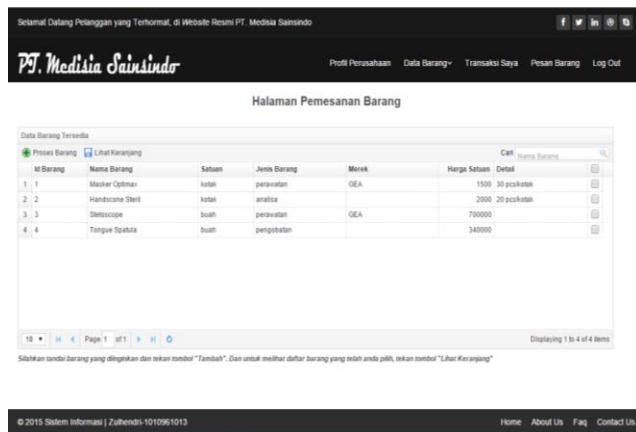 Selamat Datang Pelanggan yang Terhormat, di Website Resmi PT. Medisia Sainsindo
PT. Medisia Sainsindo
Profil Perusahaan Data Barang Transaksi Saya Pesan Barang Log Out
Halaman Pemesanan Barang
Data Barang Tersedia
Proses Barang Lihat Keranjang Cari Nama Barang
Id Barang Nama Barang Satuan Jenis Barang Merek Harga Satuan Detail
1 1 Masker Optimax kotak perawatan GEA 1500 30 pcs/kotak
2 2 Handscone Steril kotak analisa 2000 20 pcs/kotak
3 3 Stetoscope buah perawatan GEA 700000
4 4 Tongue Spatula buah pengobatan 340000
10 Page 1 of 1 Displaying 1 to 4 of 4 items
Silahkan tandai barang yang diinginkan dan tekan tombol "Tambah". Dan untuk melihat daftar barang yang telah anda pilih, tekan tombol "Lihat Keranjang"
© 2015 Sistem Informasi | Zulhendri-1010961013 Home About Us Faq Contact Us